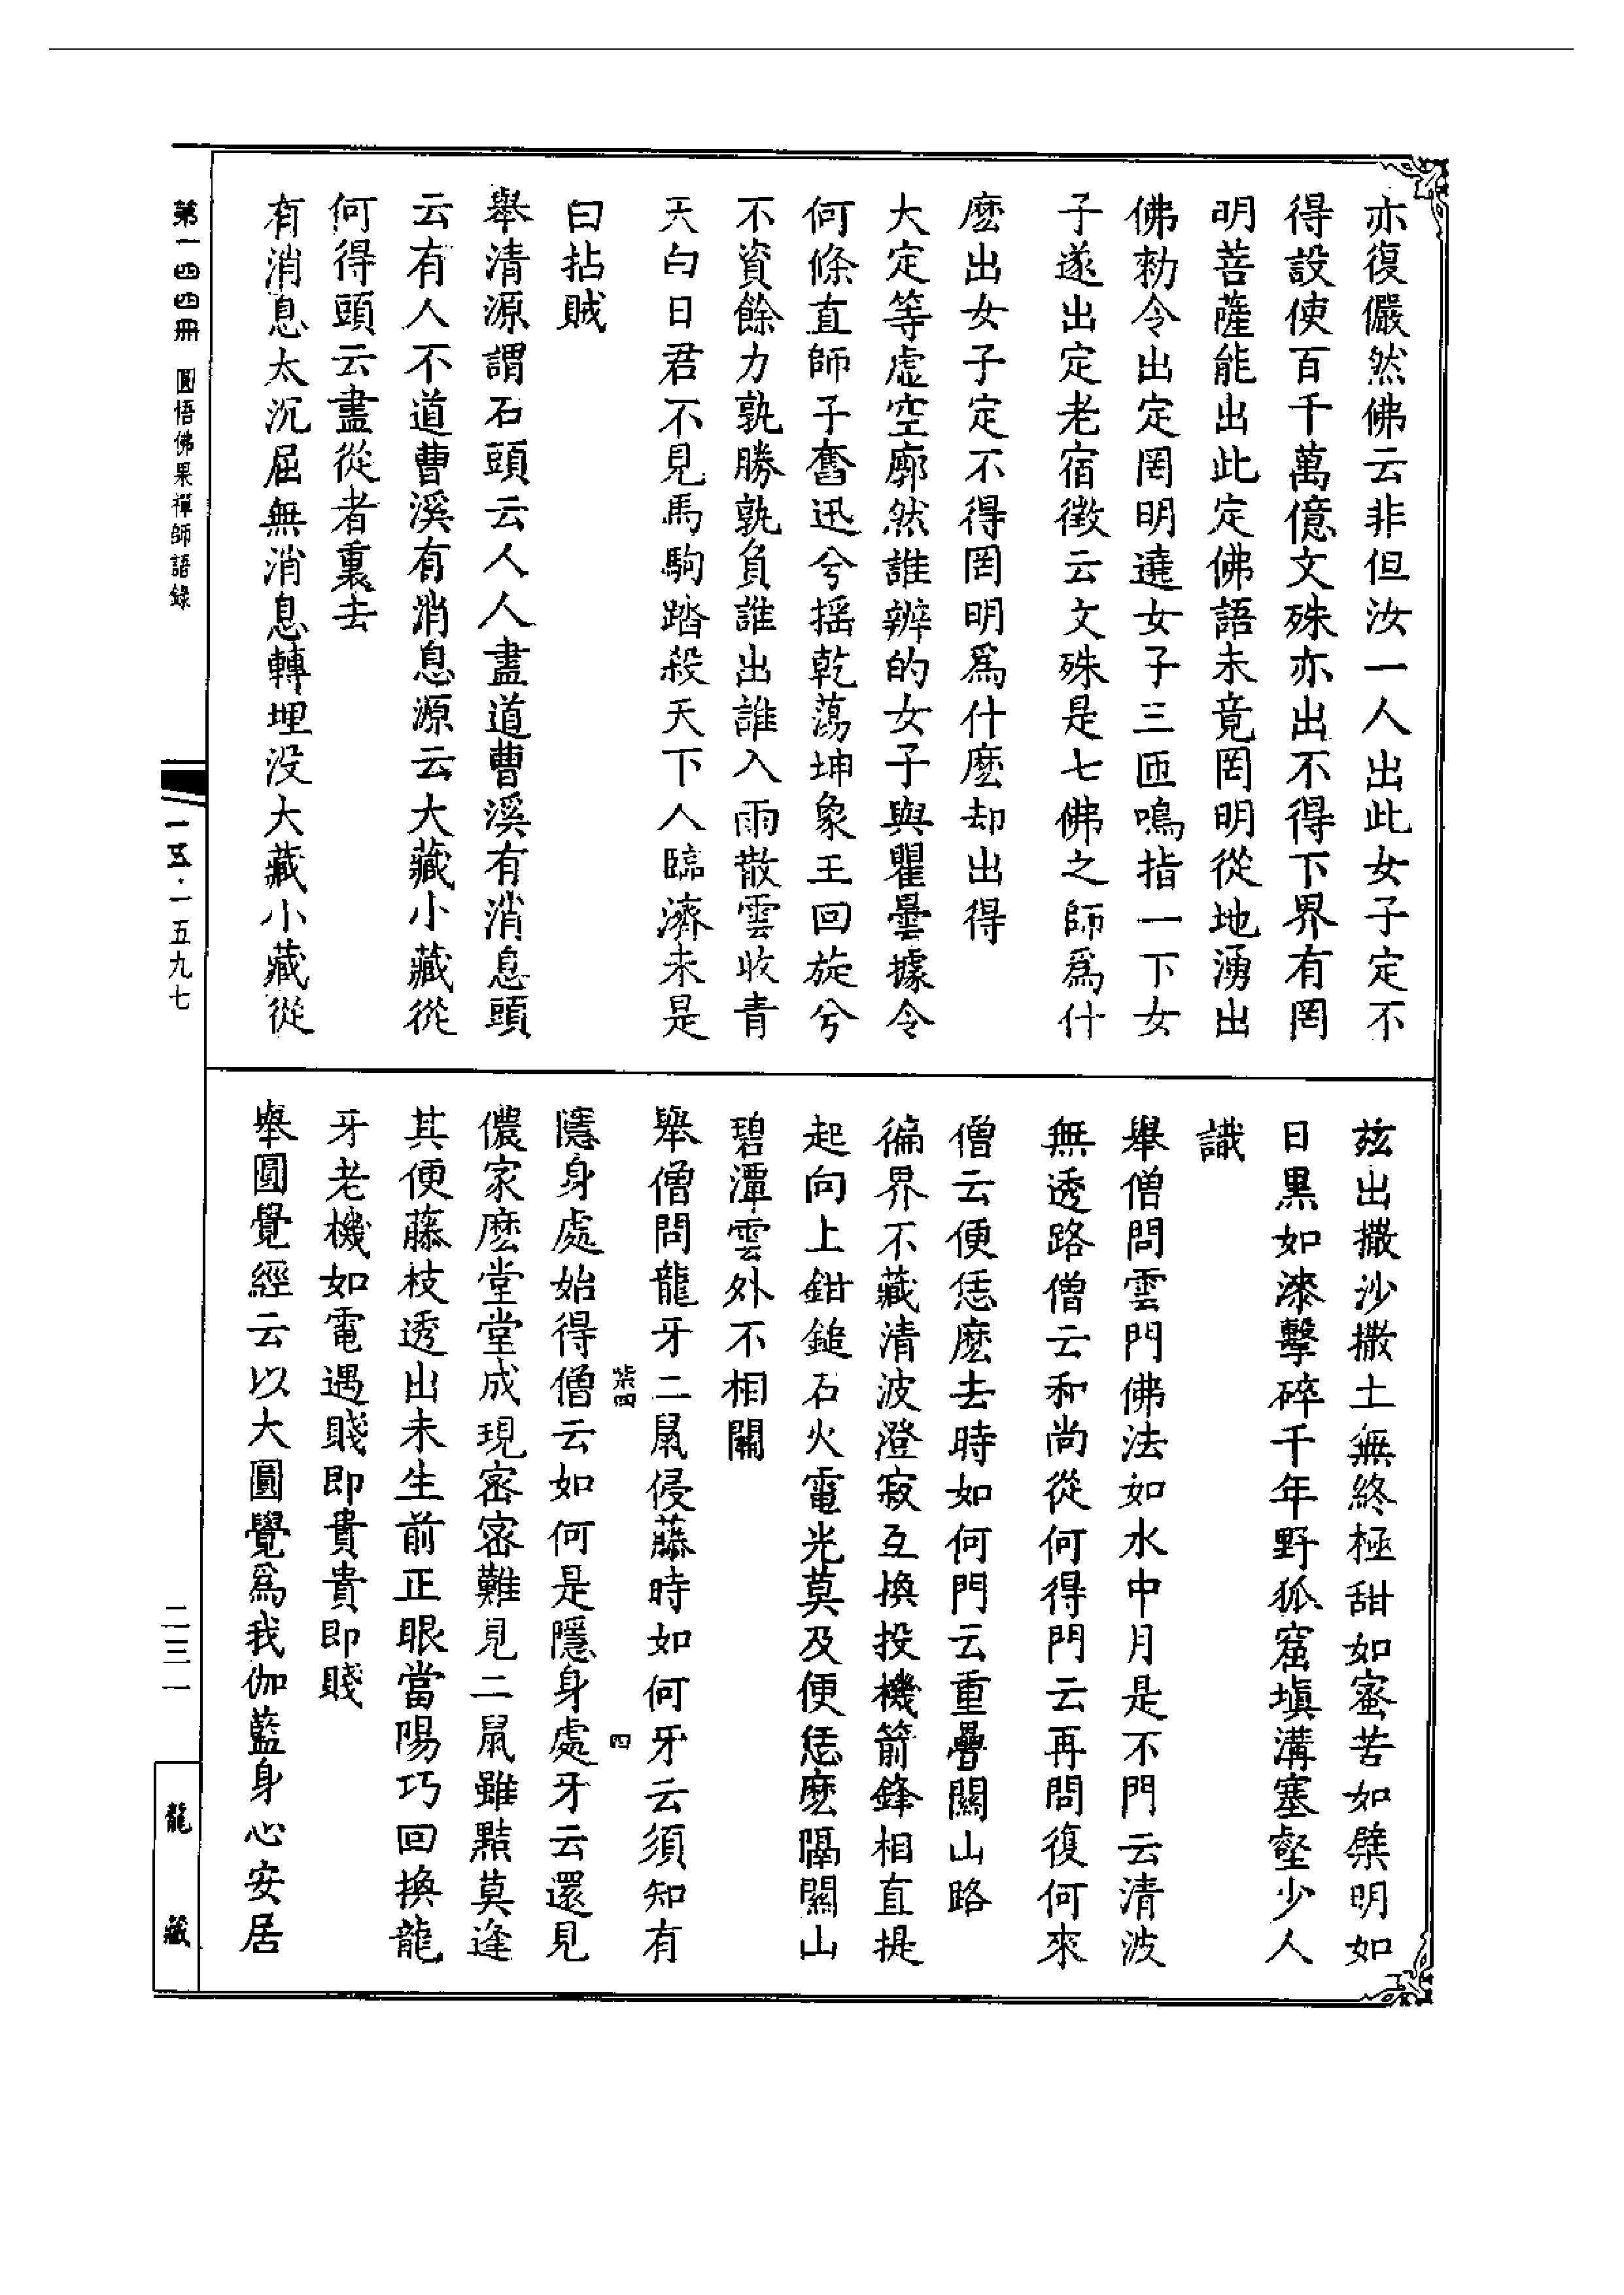 亦復儼然佛云非但汝一人出此女子定不
得設使百千萬億文殊亦出不得下界有罔
明菩薩能出此定佛語未竟罔明從地湧出
佛勑令出定罔明遶女子三匝鳴指一下女
子遂出定老宿徵云文殊是七佛之師爲什
麽出女子定不得罔明爲什麽却出得
大定等虛空廓然誰辨的女子與瞿曇據令
何條直師子奮迅兮摇乾蕩坤象王回旋兮
不資餘力孰勝孰負誰出誰入雨散雲收青
天白日君不見馬駒踏殺天下人臨濟未是
白拈賊
舉清源謂石頭云人人盡道曹溪有消息頭
云有人不道曹溪有消息源云大藏小藏從
何得頭云盡從者裏去
有消息太沉屈無消息轉埋没大藏小藏從
兹出撒沙撒土無終極甜如蜜苦如檗明如
日黑如漆擊碎千年野狐窟塡溝塞壑少人
識
舉僧問雲門佛法如水中月是不門云清波
無透路僧云和尚從何得門云再問復何來
僧云便恁麽去時如何門云重疊關山路
徧界不藏清波澄寂互換投機箭鋒相直提
起向上鉗鎚石火電光莫及便恁麽隔關山
碧潭雲外不相關
舉僧問龍牙二鼠侵藤時如何牙云須知有
柴四
四
隱身處始得僧云如何是隱身處牙云還見
儂家麽堂堂成現密密難見二鼠雖黠莫逢
其便藤枝透出未生前正眼當陽巧回換龍
牙老機如電遇賤即貴貴即賤
舉圓覺經云以大圓覺爲我伽藍身心安居
第一四四冊
圓悟佛果禪師語錄
一五·一五九七
二三一
龍藏